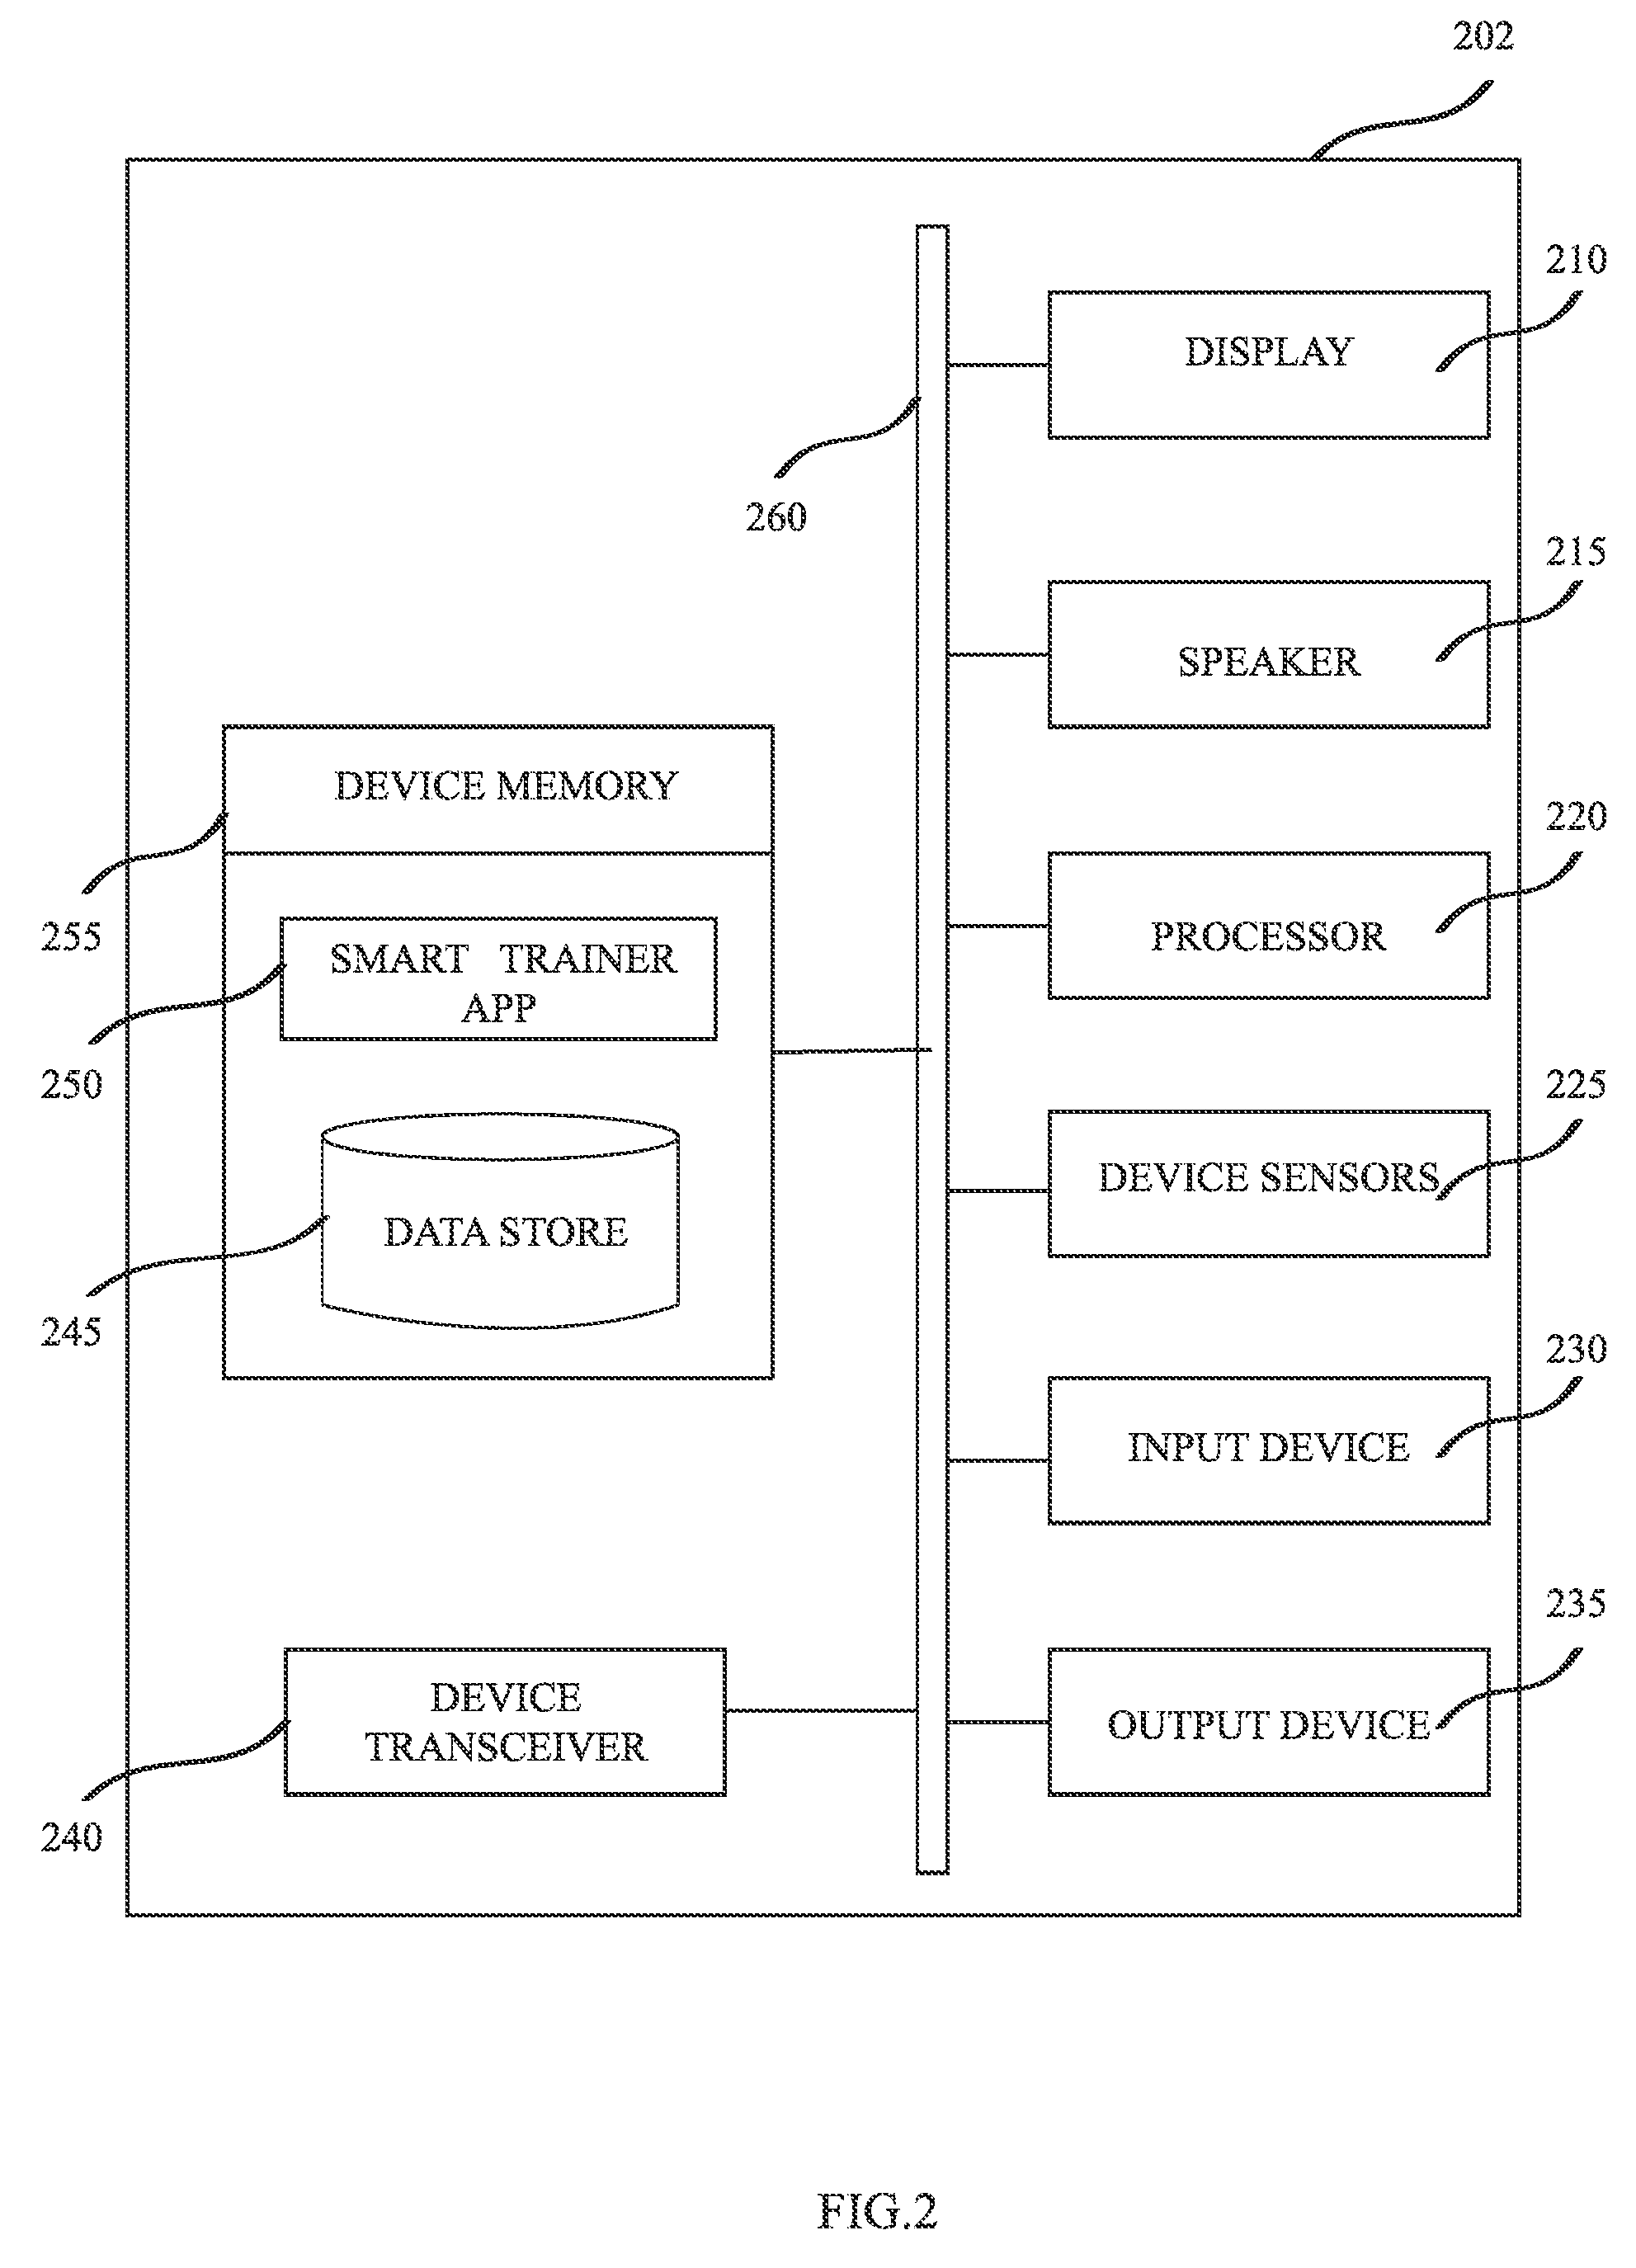 202
210
DISPLAY
260
215
SPEAKER
DEVICE MEMORY
220
255
PROCESSOR
SMART TRAINER
APP
250
225
DEVICE SENSORS
DATA STORE
245
230
INPUT DEVICE
235
DEVICE
TRANSCEIVER
OUTPUT DEVICE
240
FIG.2